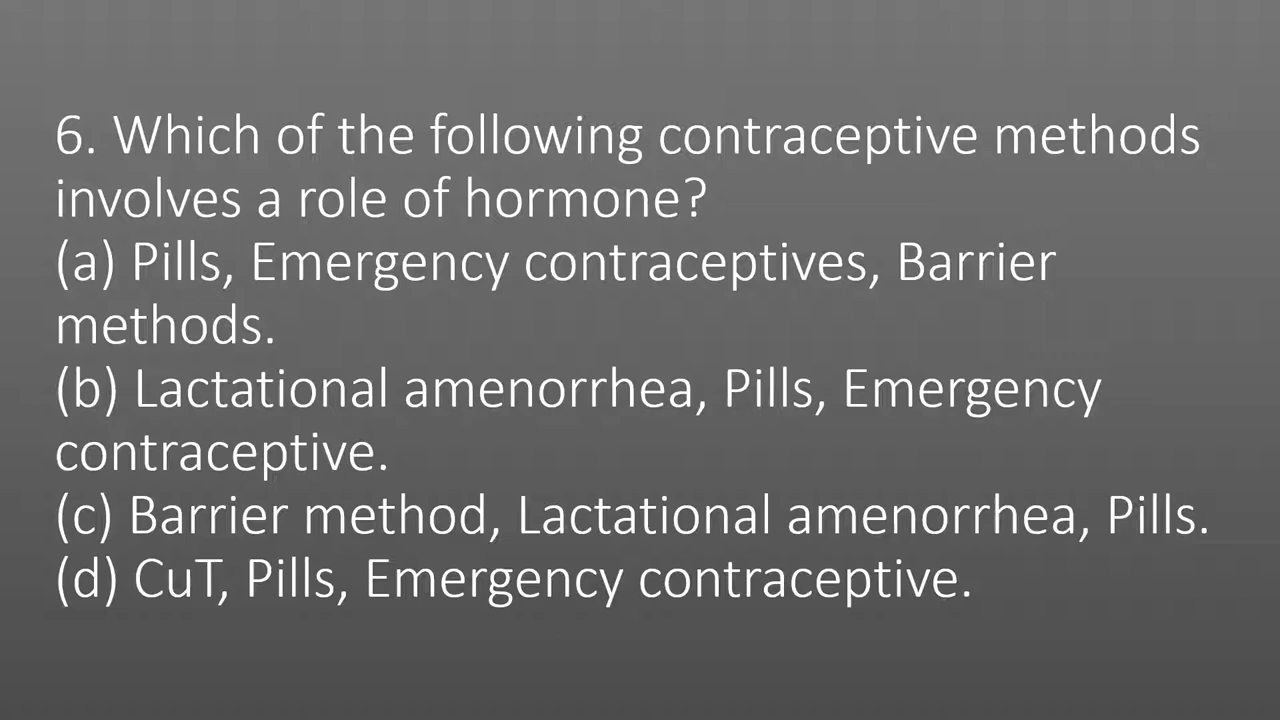 6. Which of the following contraceptive methods
involves a role of hormone?
(a) Pills, Emergency contraceptives, Barrier
methods.
(b) Lactational amenorrhea, Pills, Emergency
contraceptive.
(c) Barrier method, Lactational amenorrhea, Pills.
(d) CuT, Pills, Emergency contraceptive.